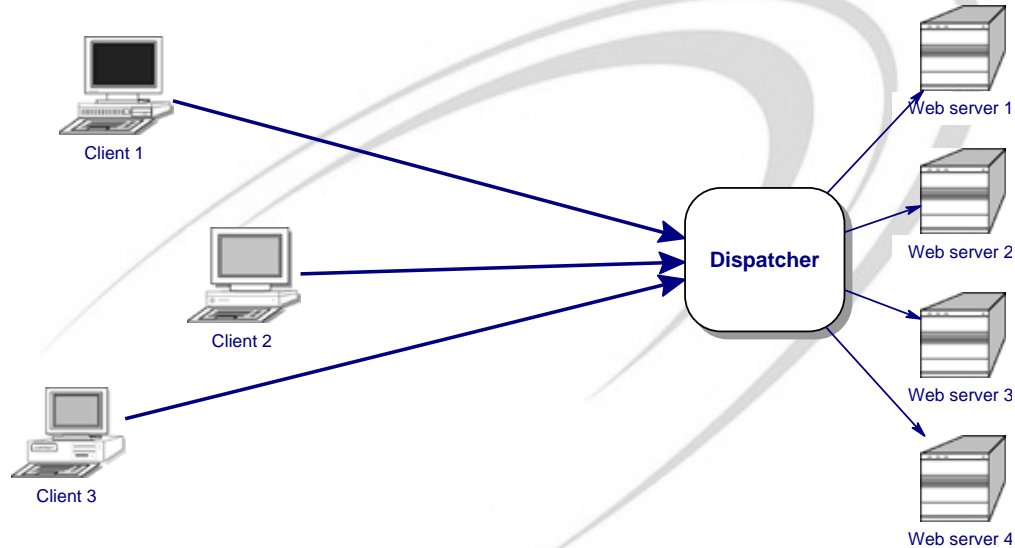 Client 1
Web server 1
Client 2
Dispatcher
Web server 2
Client 3
Web server 3
Web server 4